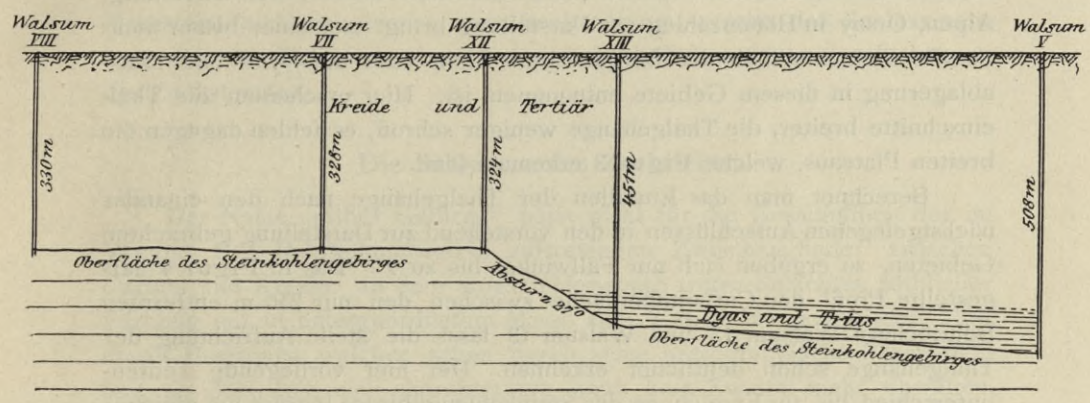 Walsum VIII
Walsum VII
Walsum XII
Walsum XIII
Walsum V
Kreide und Tertiär
330m
328m
324m
451m
508m
Oberfläche des Steinkohlengebirges
Absturz 27°
Dyas und Trias
Oberfläche des Steinkohlengebirges